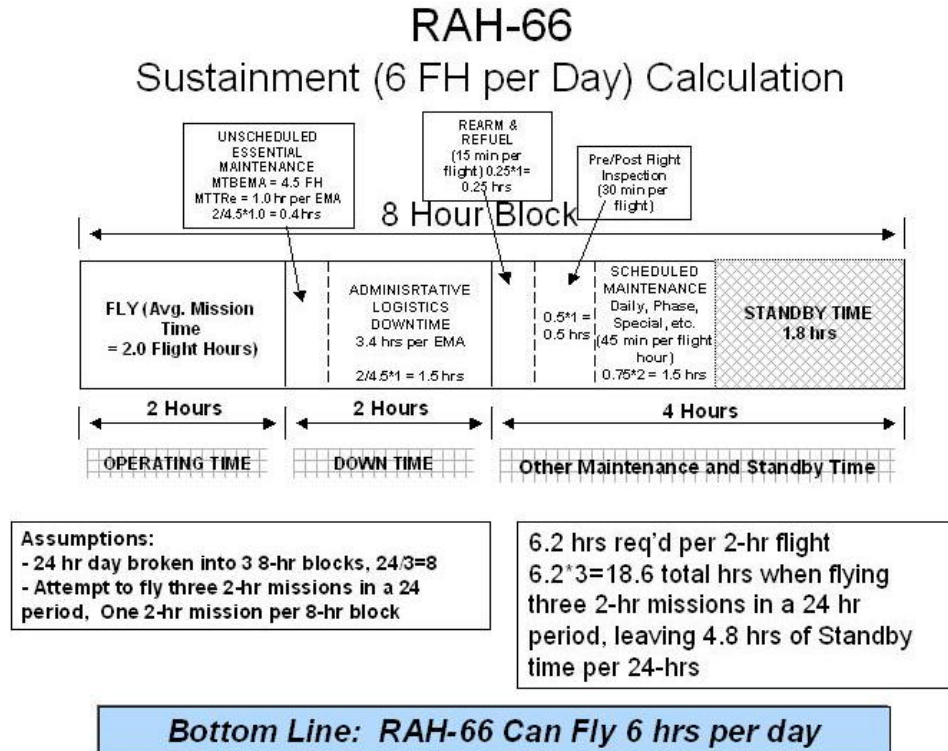 RAH-66
Sustainment (6 FH per Day) Calculation
UNSCHEDULED
ESSENTIAL
MAINTENANCE
MTBEMA = 4.5 FH
MTTRe = 1.0 hr per EMA
2/4.5*1.0 = 0.4 hrs
REARM &
REFUEL
(15 min per
flight) 0.25*1=
0.25 hrs
Pre/Post Flight
Inspection
(30 min per
flight)
8 Hour Block
FLY (Avg. Mission
Time
= 2.0 Flight Hours)
ADMINISRTATIVE
LOGISTICS
DOWNTIME
3.4 hrs per EMA
2/4.5*1 = 1.5 hrs
0.5*1 =
0.5 hrs
SCHEDULED
MAINTENANCE
Daily, Phase,
Special, etc.
(45 min per flight
hour)
0.75*2 = 1.5 hrs
STANDBY TIME
1.8 hrs
2 Hours
2 Hours
4 Hours
OPERATING TIME
DOWN TIME
Other Maintenance and Standby Time
Assumptions:
- 24 hr day broken into 3 8-hr blocks, 24/3=8
- Attempt to fly three 2-hr missions in a 24
period, One 2-hr mission per 8-hr block
6.2 hrs req'd per 2-hr flight
6.2*3=18.6 total hrs when flying
three 2-hr missions in a 24 hr
period, leaving 4.8 hrs of Standby
time per 24-hrs
Bottom Line: RAH-66 Can Fly 6 hrs per day